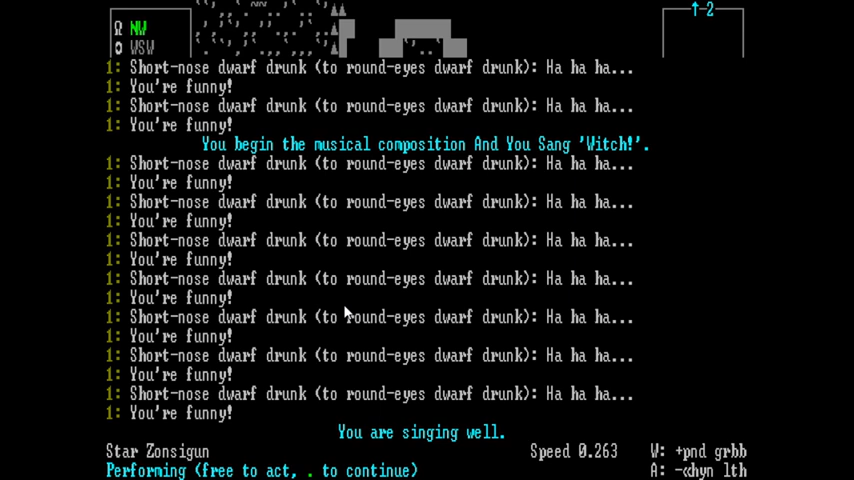 ↑-2
Ω NW
WSW
1: Short-nose dwarf drunk (to round-eyes dwarf drunk): Ha ha ha...
1: You're funny!
1: Short-nose dwarf drunk (to round-eyes dwarf drunk): Ha ha ha...
1: You're funny!
You begin the musical composition And You Sang 'Witch!'.
1: Short-nose dwarf drunk (to round-eyes dwarf drunk): Ha ha ha...
1: You're funny!
1: Short-nose dwarf drunk (to round-eyes dwarf drunk): Ha ha ha...
1: You're funny!
1: Short-nose dwarf drunk (to round-eyes dwarf drunk): Ha ha ha...
1: You're funny!
1: Short-nose dwarf drunk (to round-eyes dwarf drunk): Ha ha ha...
1: You're funny!
1: Short-nose dwarf drunk (to round-eyes dwarf drunk): Ha ha ha...
1: You're funny!
1: Short-nose dwarf drunk (to round-eyes dwarf drunk): Ha ha ha...
1: You're funny!
1: Short-nose dwarf drunk (to round-eyes dwarf drunk): Ha ha ha...
1: You're funny!
You are singing well.
Star Zonsigun Speed 0.263 W: +pnd grbb
Performing (free to act, . to continue) A: -«hyn lth